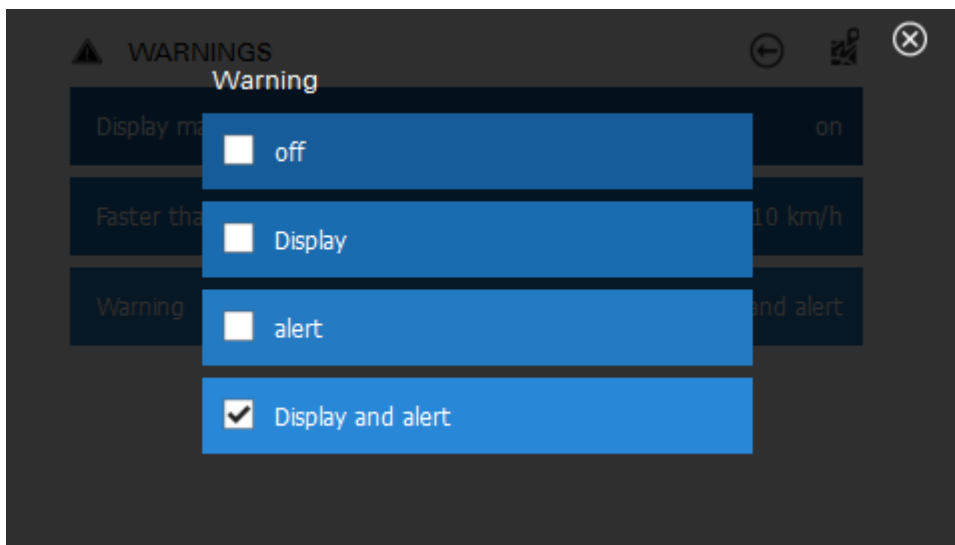 WARNINGS
Warning
Display ma
on
off
Faster tha
10 km/h
Display
Warning
and alert
alert
Display and alert